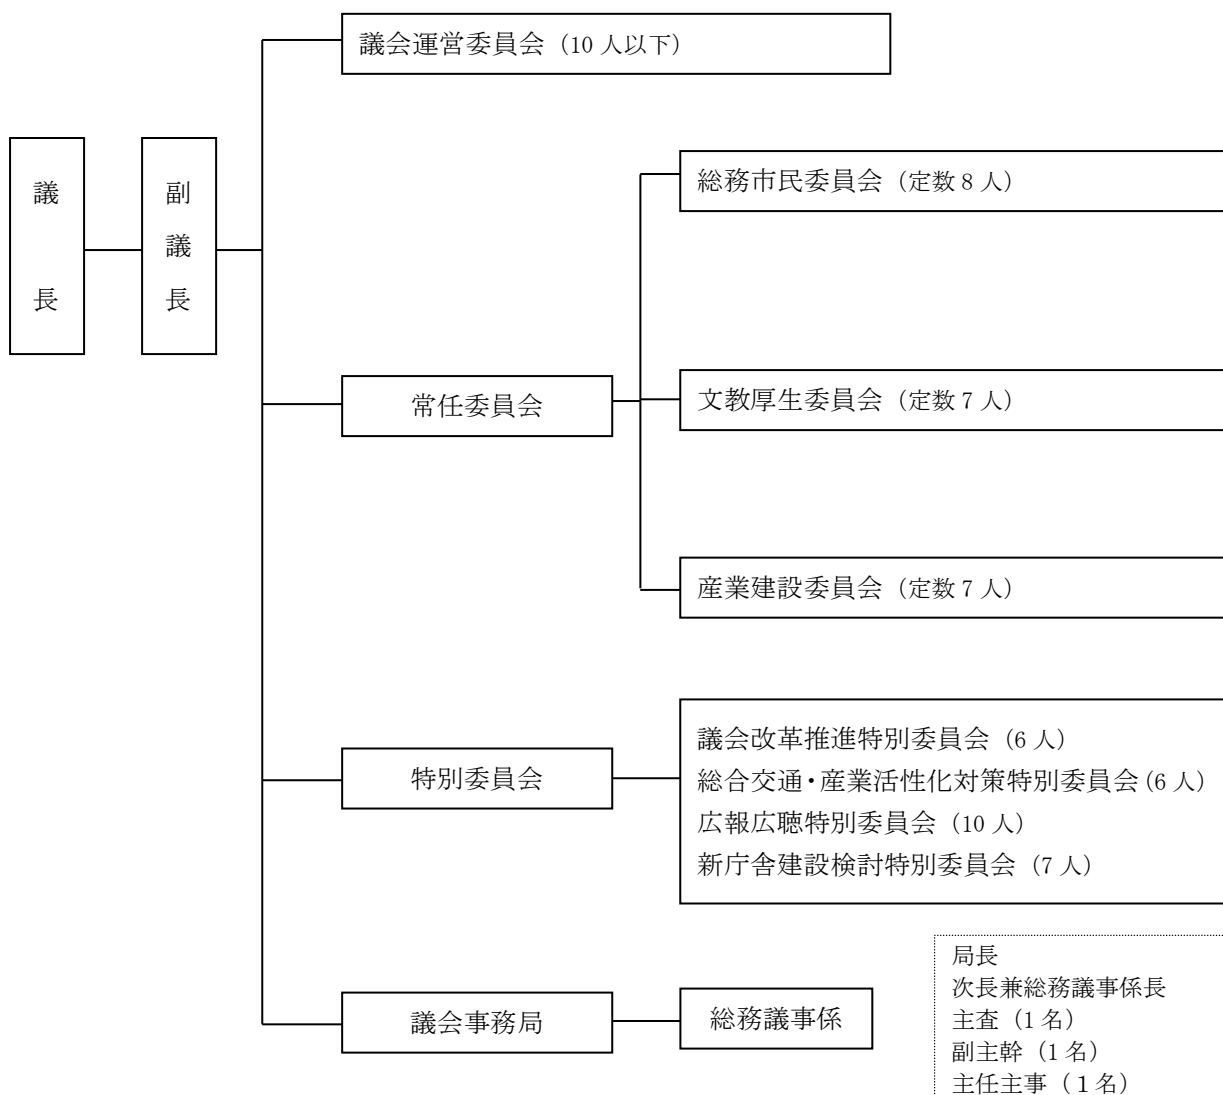 議会運営委員会（10人以下）
議長
副議長
総務市民委員会（定数8人）
常任委員会
文教厚生委員会（定数7人）
産業建設委員会（定数7人）
特別委員会
議会改革推進特別委員会（6人）
総合交通・産業活性化対策特別委員会（6人）
広報広聴特別委員会（10人）
新庁舎建設検討特別委員会（7人）
議会事務局
総務議事係
局長
次長兼総務議事係長
主査（1名）
副主幹（1名）
主任主事（１名）